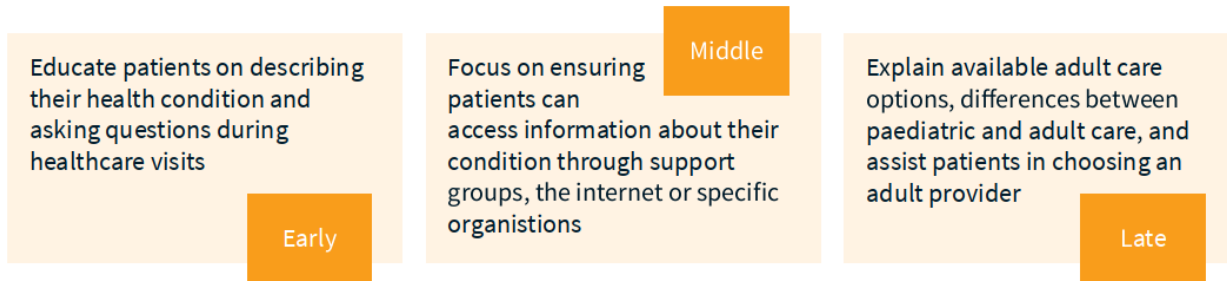 Educate patients on describing
their health condition and
asking questions during
healthcare visits
Early
Middle
Focus on ensuring
patients can
access information about their
condition through support
groups, the internet or specific
organistions
Explain available adult care
options, differences between
paediatric and adult care, and
assist patients in choosing an
adult provider
Late